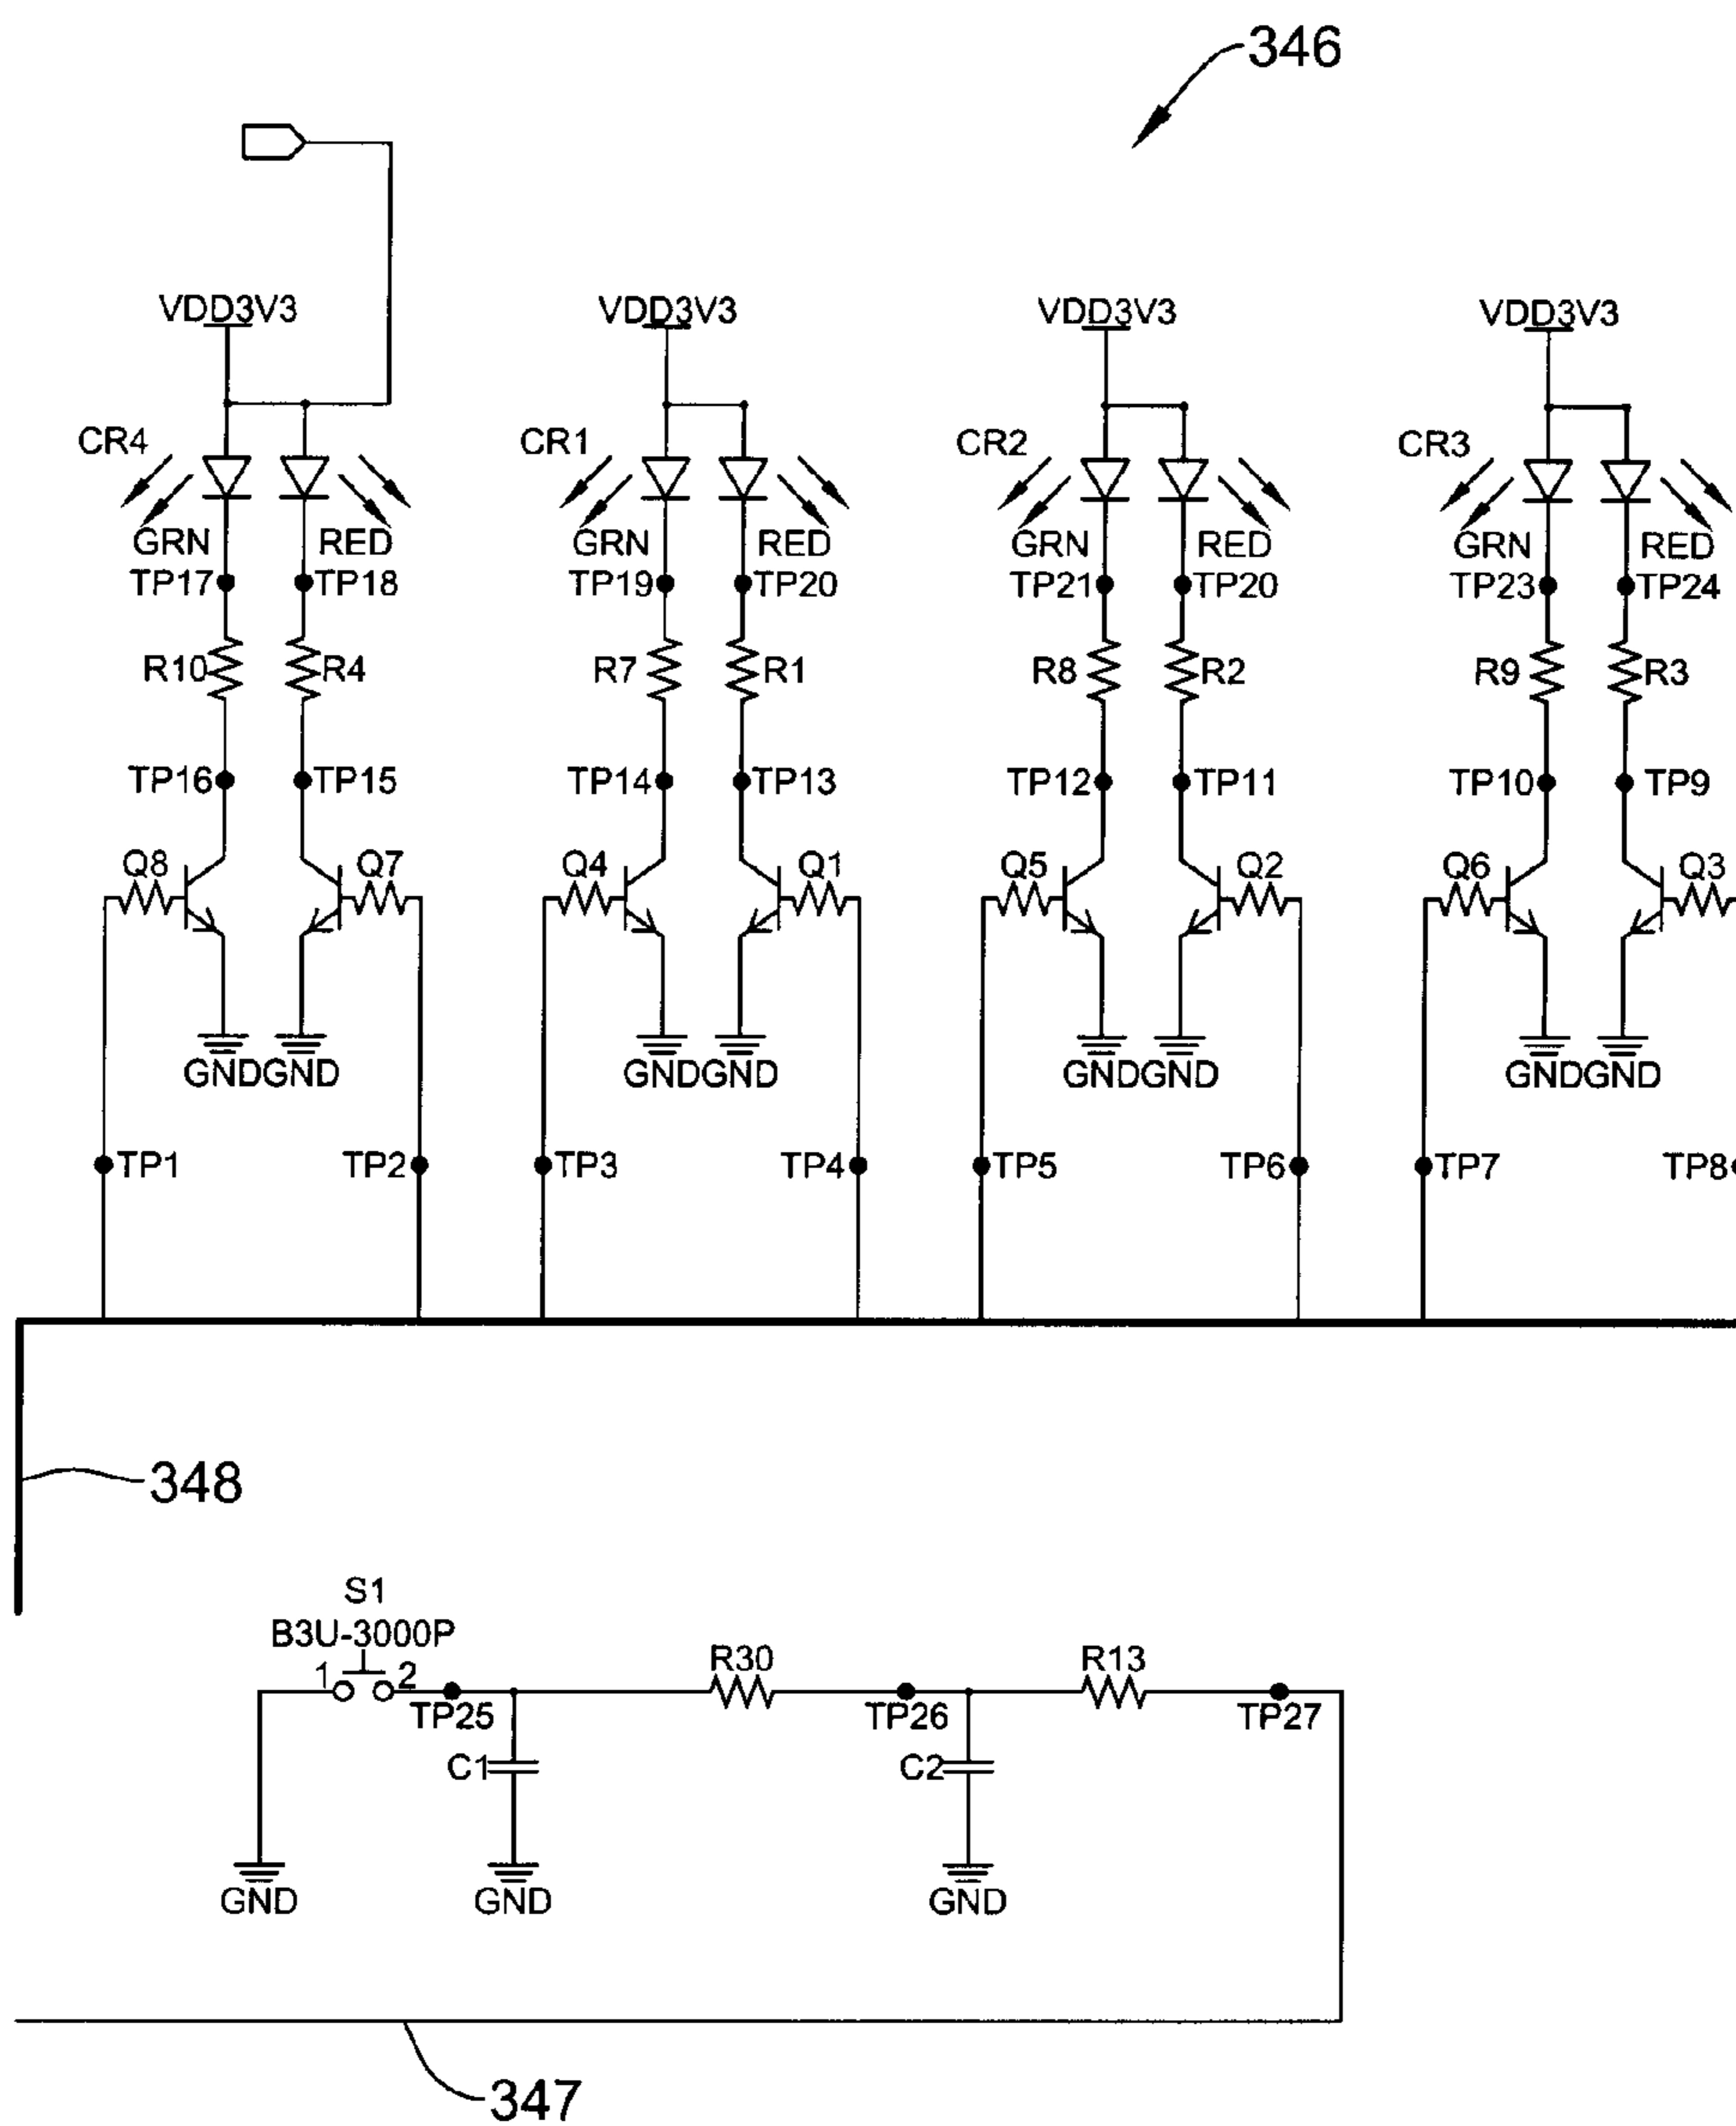 346
VDD3V3 VDD3V3 VDD3V3 VDD3V3
CR4 CR1 CR2 CR3
GRN RED GRN RED GRN RED GRN RED
TP17 TP18 TP19 TP20 TP21 TP20 TP23 TP24
R10 R4 R7 R1 R8 R2 R9 R3
TP16 TP15 TP14 TP13 TP12 TP11 TP10 TP9
Q8 Q7 Q4 Q1 Q5 Q2 Q6 Q3
GND GND GND GND GND GND GND GND
TP1 TP2 TP3 TP4 TP5 TP6 TP7 TP8
348
S1
B3U-3000P
R30 R13
1 2
TP25 TP26 TP27
C1 C2
GND GND GND
347